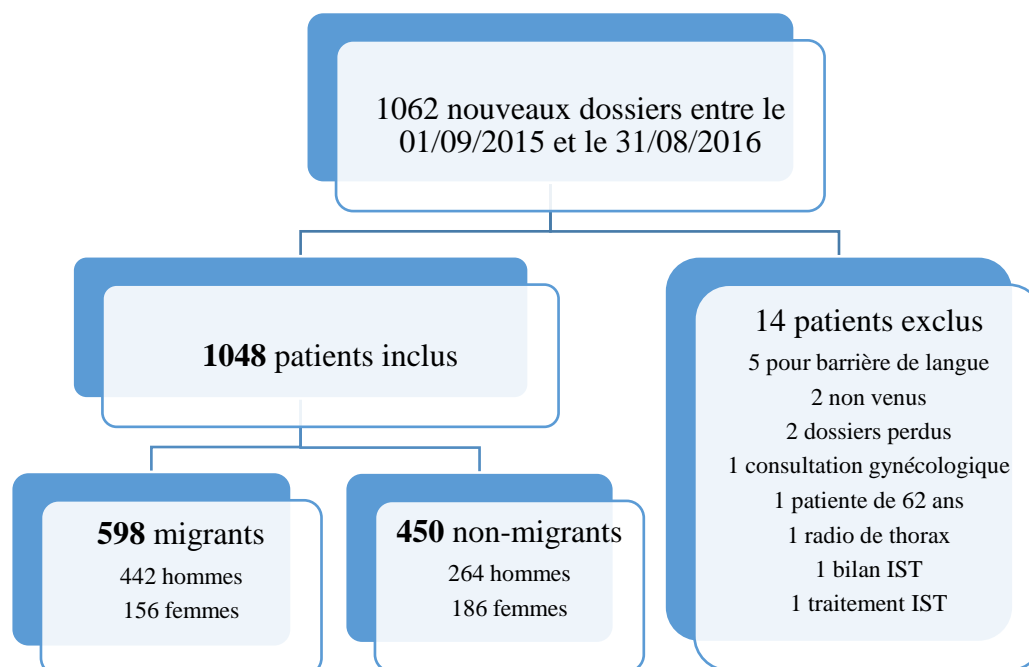 1062 nouveaux dossiers entre le
01/09/2015 et le 31/08/2016
1048 patients inclus
14 patients exclus
5 pour barrière de langue
2 non venus
2 dossiers perdus
1 consultation gynécologique
1 patiente de 62 ans
1 radio de thorax
1 bilan IST
1 traitement IST
598 migrants
442 hommes
156 femmes
450 non-migrants
264 hommes
186 femmes